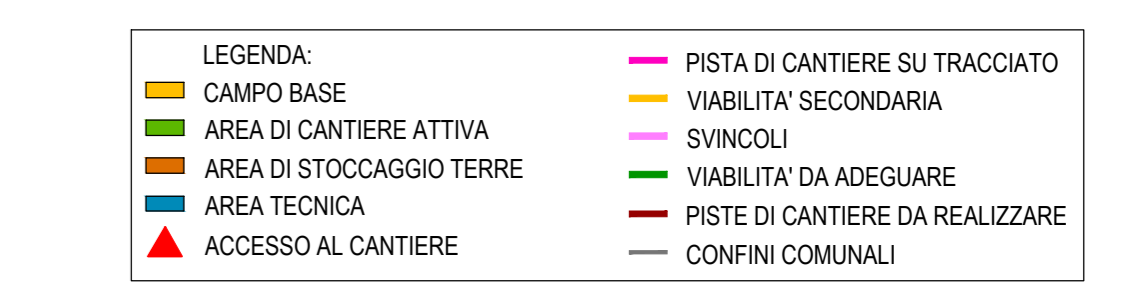 LEGENDA:
CAMPO BASE
AREA DI CANTIERE ATTIVA
AREA DI STOCCAGGIO TERRE
AREA TECNICA
ACCESSO AL CANTIERE
PISTA DI CANTIERE SU TRACCIATO
VIABILITA' SECONDARIA
SVINCOLI
VIABILITA' DA ADEGUARE
PISTE DI CANTIERE DA REALIZZARE
CONFINI COMUNALI